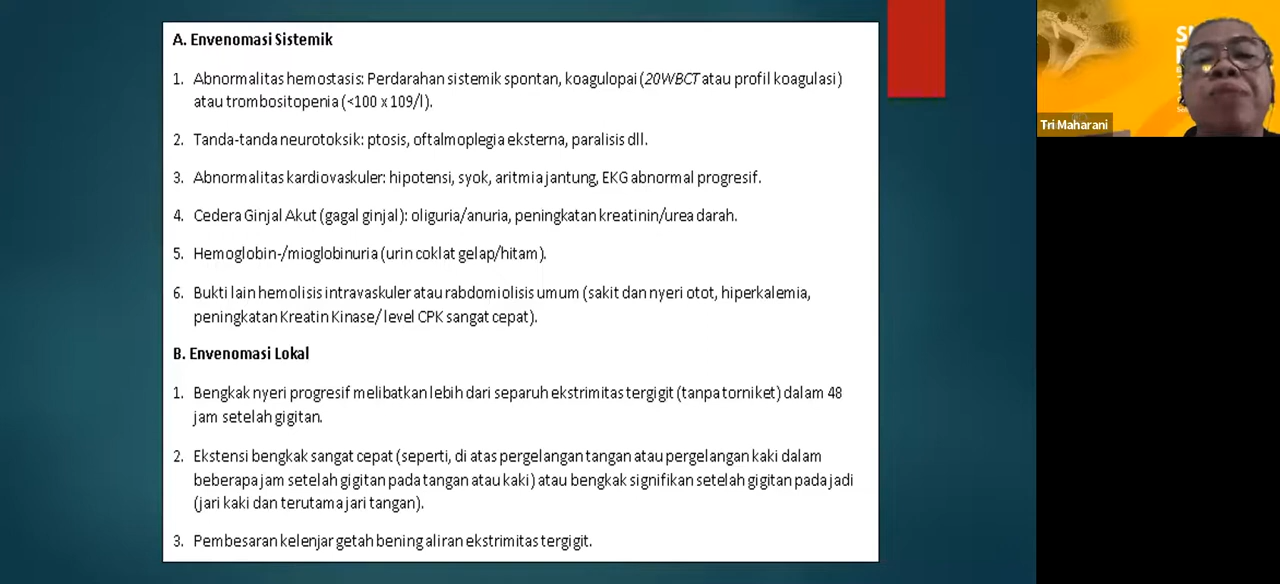 A. Envenomasi Sistemik
1. Abnormalitas hemostasis: Perdarahan sistemik spontan, koagulopai (20WBCT atau profil koagulasi)
atau trombositopenia (<100 x 109/l).
2. Tanda-tanda neurotoksik: ptosis, oftalmoplegia eksterna, paralisis dll.
3. Abnormalitas kardiovaskuler: hipotensi, syok, aritmia jantung, EKG abnormal progresif.
4. Cedera Ginjal Akut (gagal ginjal): oliguria/anuria, peningkatan kreatinin/urea darah.
5. Hemoglobin-/mioglobinuria (urin coklat gelap/hitam).
6. Bukti lain hemolisis intravaskuler atau rabdomiolisis umum (sakit dan nyeri otot, hiperkalemia,
peningkatan Kreatin Kinase/ level CPK sangat cepat).
B. Envenomasi Lokal
1. Bengkak nyeri progresif melibatkan lebih dari separuh ekstrimitas tergigit (tanpa torniket) dalam 48
jam setelah gigitan.
2. Ekstensi bengkak sangat cepat (seperti, di atas pergelangan tangan atau pergelangan kaki dalam
beberapa jam setelah gigitan pada tangan atau kaki) atau bengkak signifikan setelah gigitan pada jadi
(jari kaki dan terutama jari tangan).
3. Pembesaran kelenjar getah bening aliran ekstrimitas tergigit.
Tri Maharani